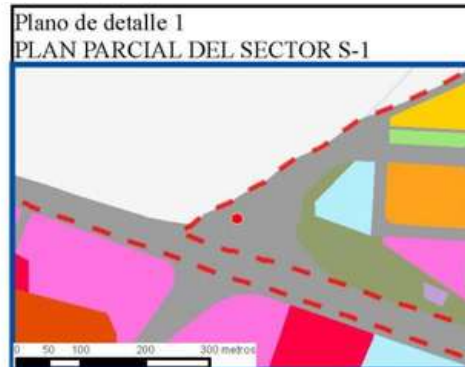 Plano de detalle 1
PLAN PARCIAL DEL SECTOR S-1
0 50 100 200 300 metros